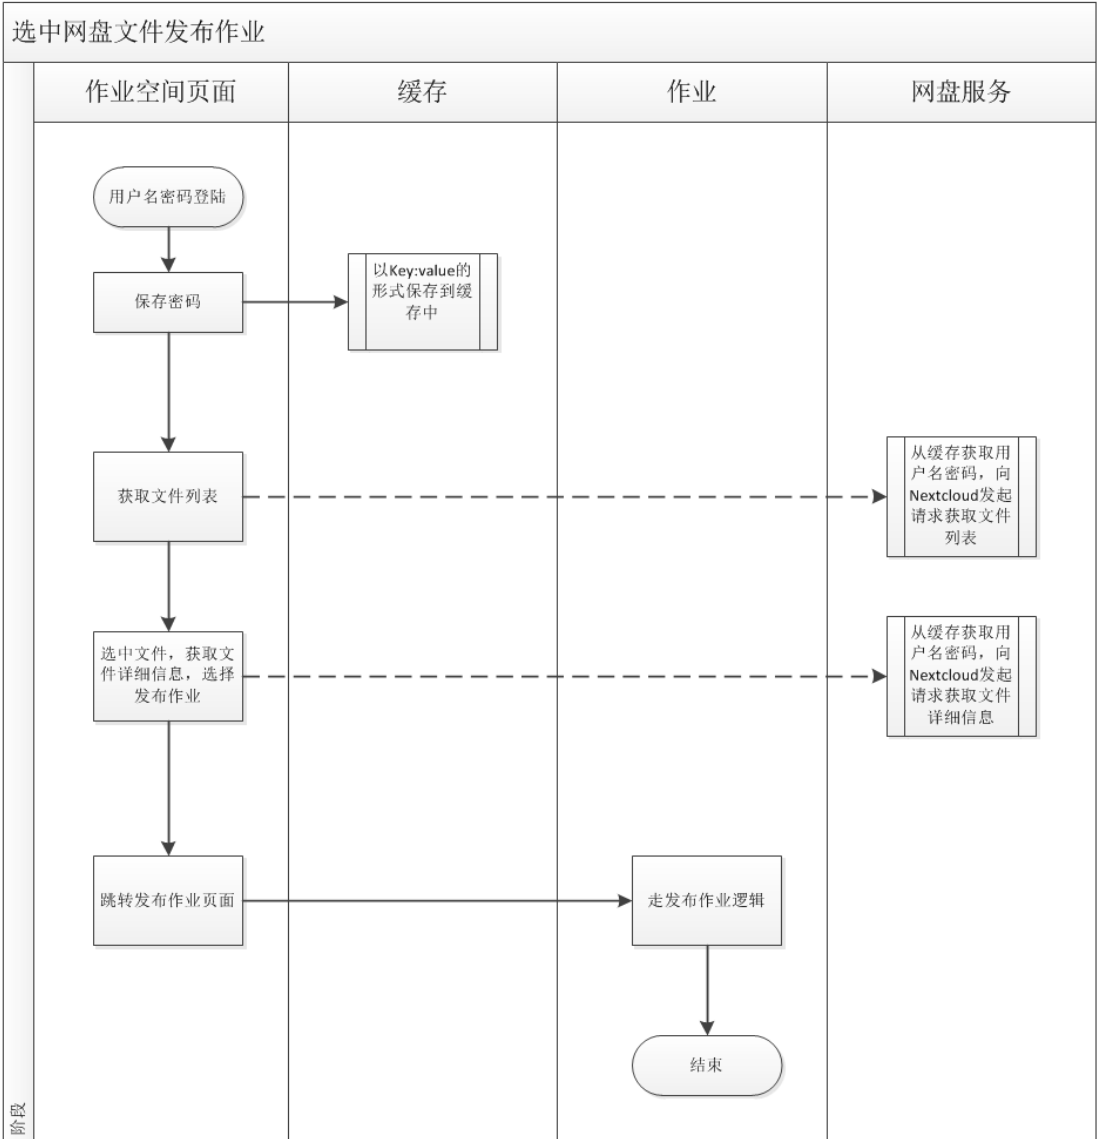 选中网盘文件发布作业
作业空间页面
缓存
作业
网盘服务
用户名密码登陆
保存密码
以Key:value的
形式保存到缓
存中
获取文件列表
从缓存获取用
户名密码，向
Nextcloud发起
请求获取文件
列表
选中文件，获取文
件详细信息，选择
发布作业
从缓存获取用
户名密码，向
Nextcloud发起
请求获取文件
详细信息
跳转发布作业页面
走发布作业逻辑
结束
阶段